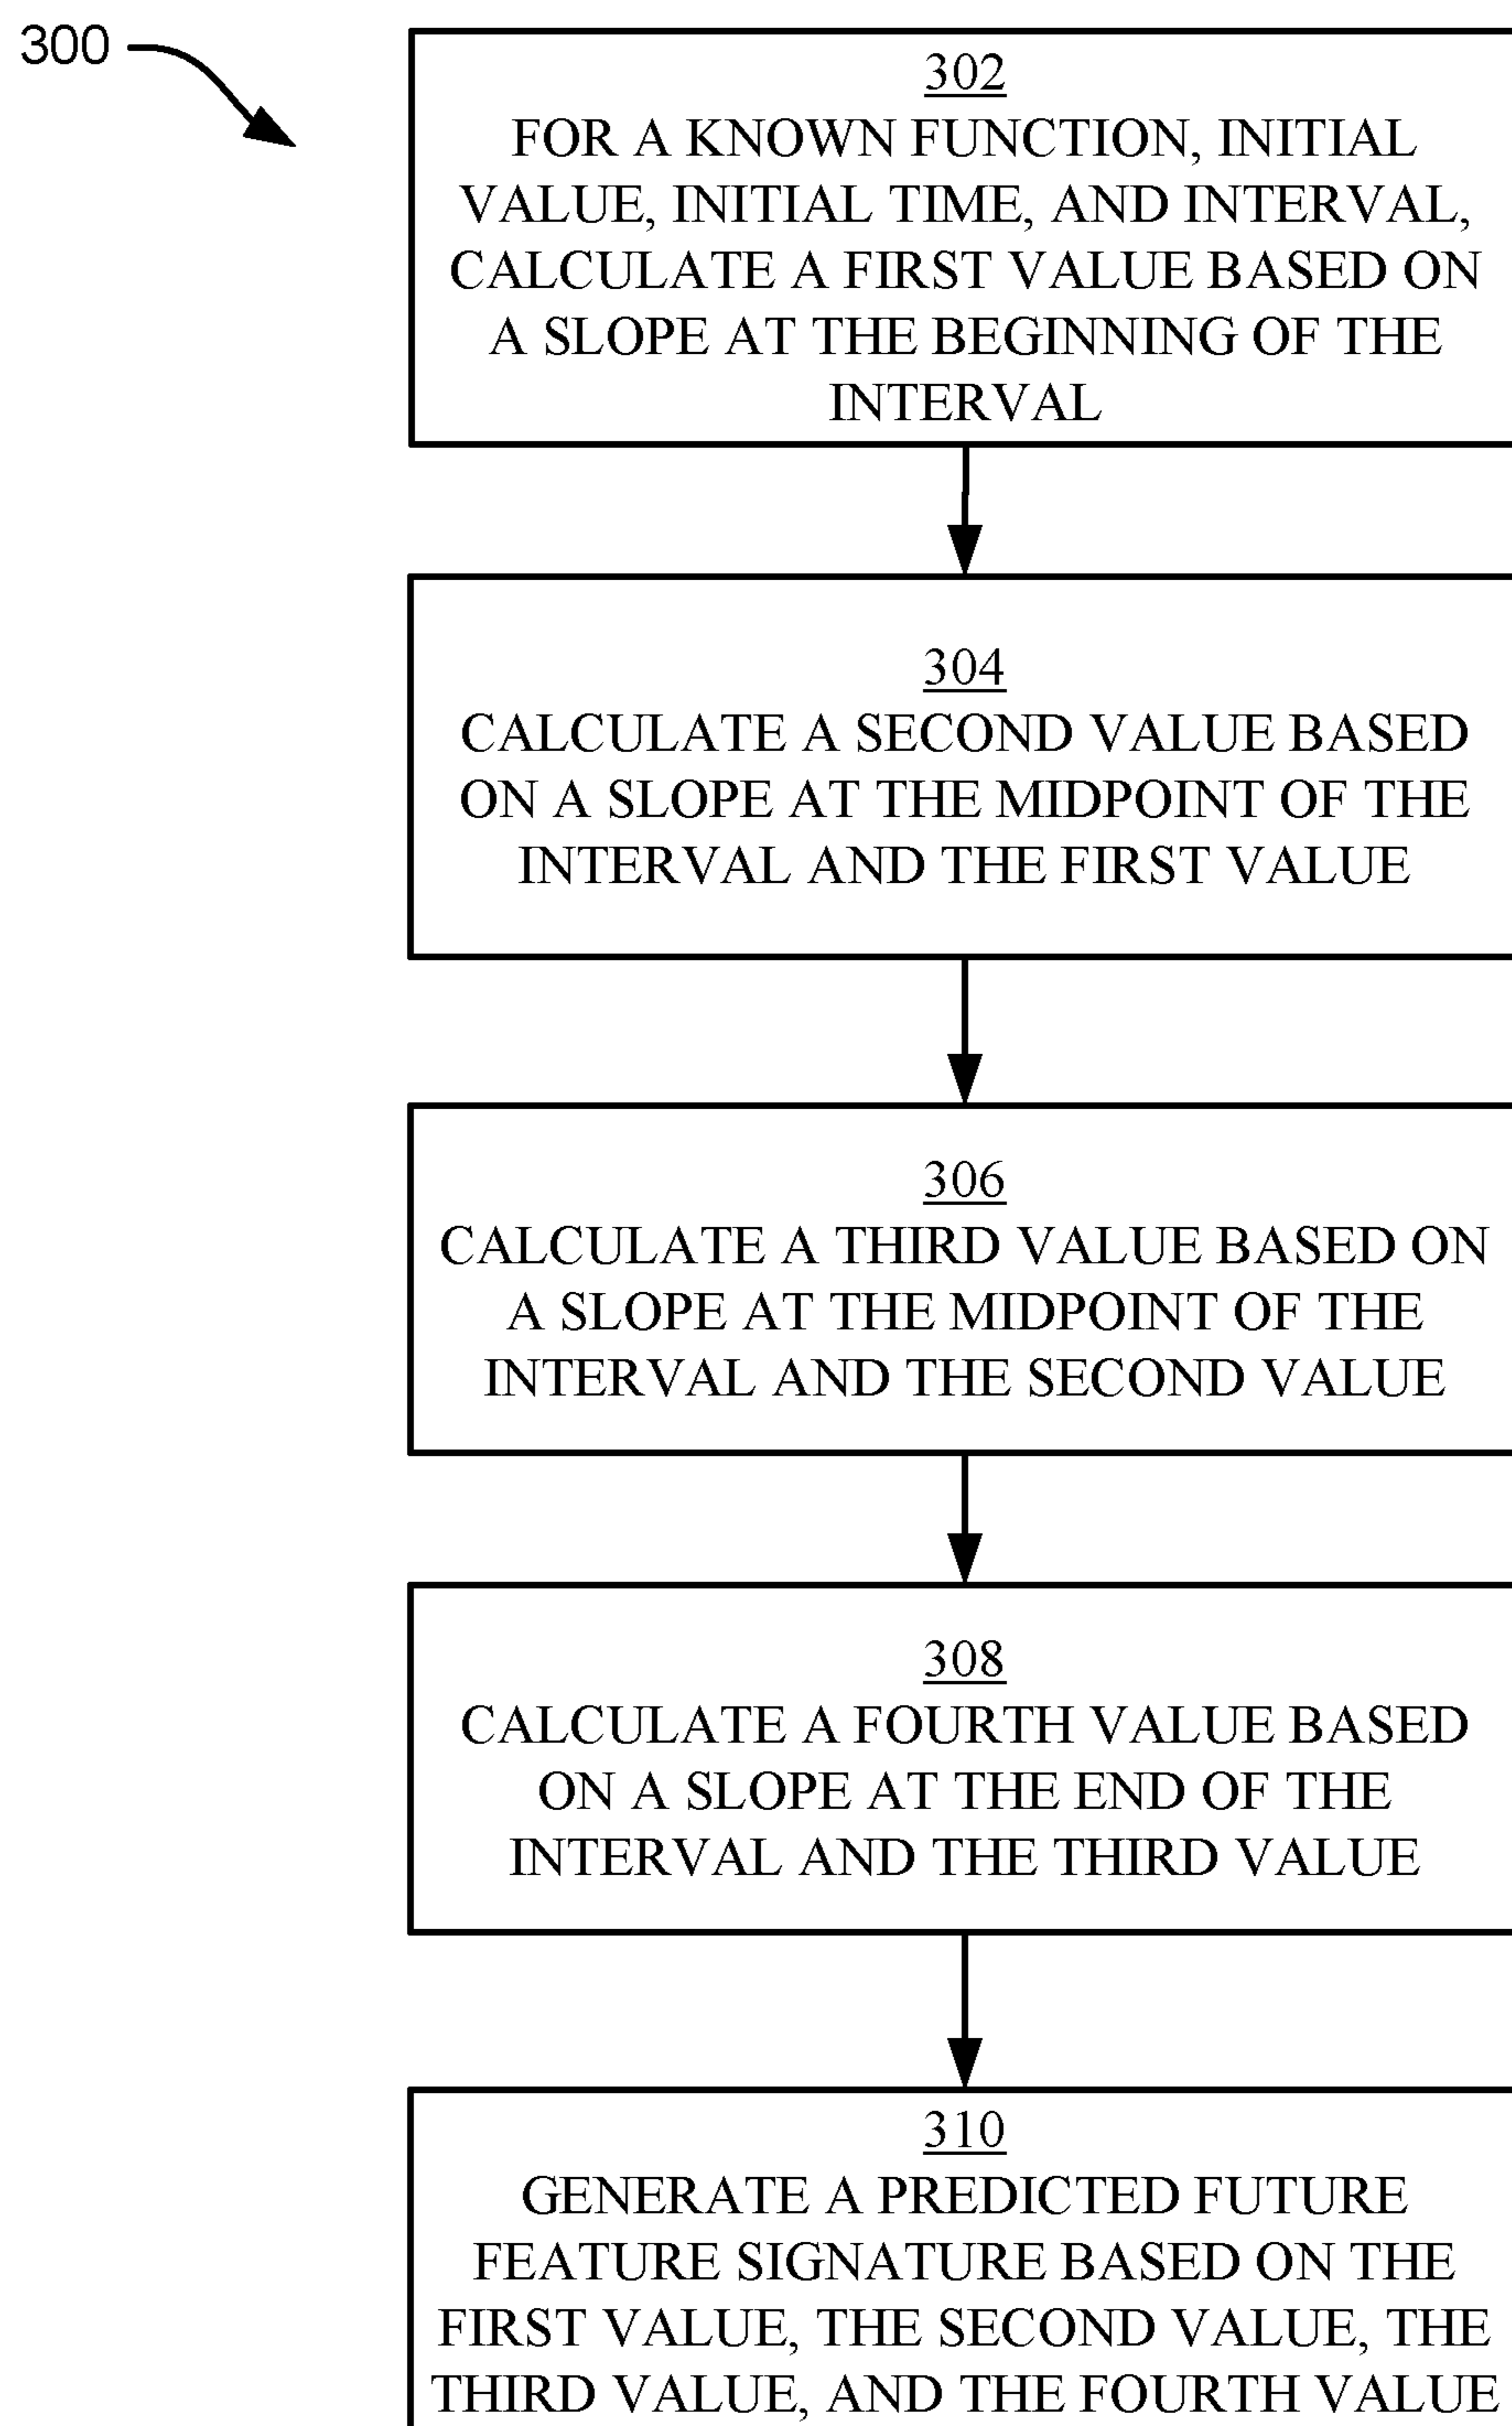 300
302
FOR A KNOWN FUNCTION, INITIAL
VALUE, INITIAL TIME, AND INTERVAL,
CALCULATE A FIRST VALUE BASED ON
A SLOPE AT THE BEGINNING OF THE
INTERVAL
304
CALCULATE A SECOND VALUE BASED
ON A SLOPE AT THE MIDPOINT OF THE
INTERVAL AND THE FIRST VALUE
306
CALCULATE A THIRD VALUE BASED ON
A SLOPE AT THE MIDPOINT OF THE
INTERVAL AND THE SECOND VALUE
308
CALCULATE A FOURTH VALUE BASED
ON A SLOPE AT THE END OF THE
INTERVAL AND THE THIRD VALUE
310
GENERATE A PREDICTED FUTURE
FEATURE SIGNATURE BASED ON THE
FIRST VALUE, THE SECOND VALUE, THE
THIRD VALUE, AND THE FOURTH VALUE